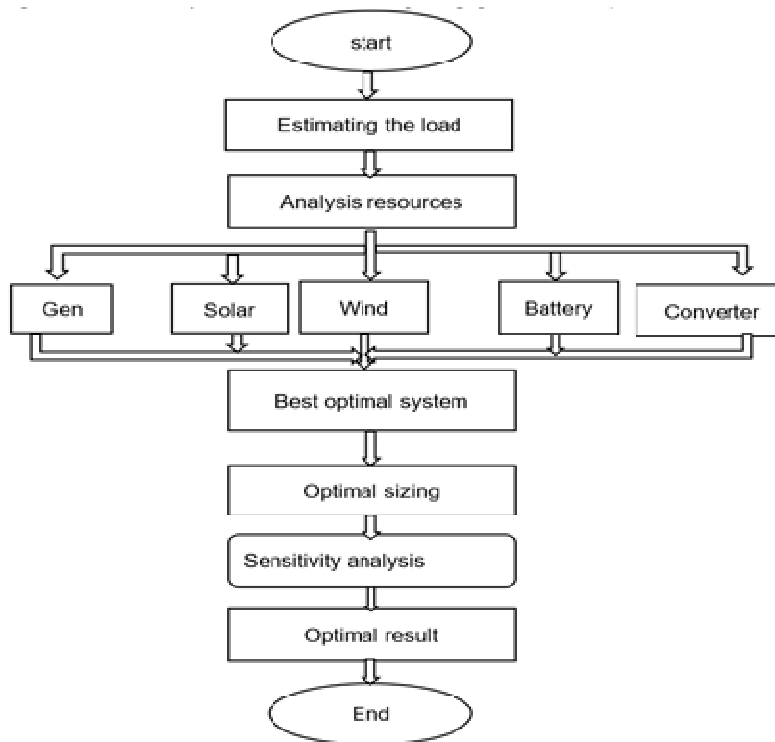 start
Estimating the load
Analysis resources
Gen
Solar
Wind
Battery
Converter
Best optimal system
Optimal sizing
Sensitivity analysis
Optimal result
End